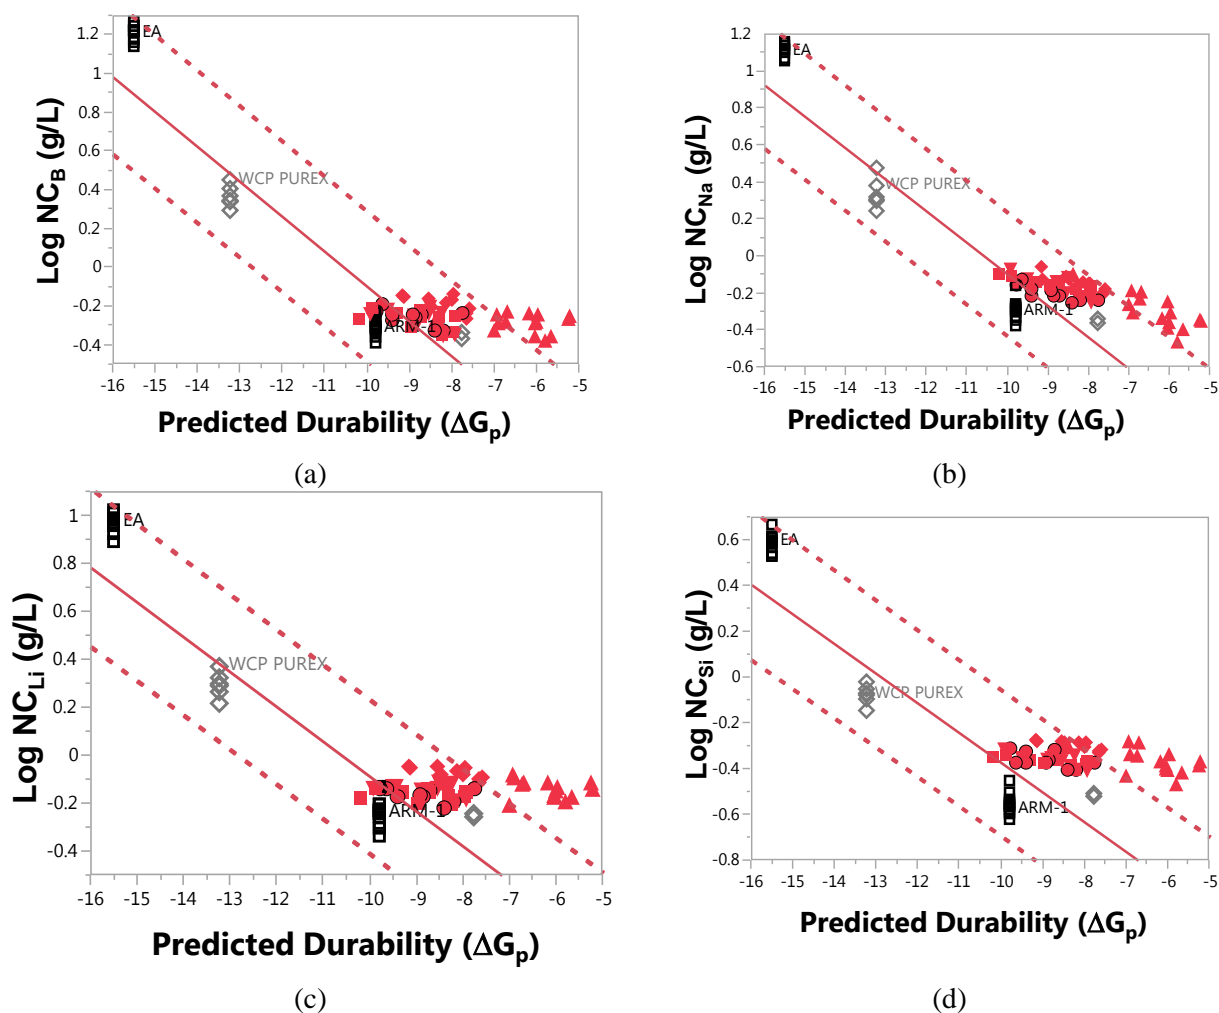 1.2
1
0.8
0.6
0.4
0.2
0
-0.2
-0.4
Log NC_B (g/L)
EA
WCP PUREX
ARM-1
-16 -15 -14 -13 -12 -11 -10 -9 -8 -7 -6 -5
Predicted Durability (ΔG_p)
(a)
1.2
1
0.8
0.6
0.4
0.2
0
-0.2
-0.4
-0.6
Log NC_Na (g/L)
EA
WCP PUREX
ARM-1
-16 -15 -14 -13 -12 -11 -10 -9 -8 -7 -6 -5
Predicted Durability (ΔG_p)
(b)
1
0.8
0.6
0.4
0.2
0
-0.2
-0.4
Log NC_Li (g/L)
EA
WCP PUREX
ARM-1
-16 -15 -14 -13 -12 -11 -10 -9 -8 -7 -6 -5
Predicted Durability (ΔG_p)
(c)
0.6
0.4
0.2
0
-0.2
-0.4
-0.6
-0.8
Log NC_Si (g/L)
EA
WCP PUREX
ARM-1
-16 -15 -14 -13 -12 -11 -10 -9 -8 -7 -6 -5
Predicted Durability (ΔG_p)
(d)